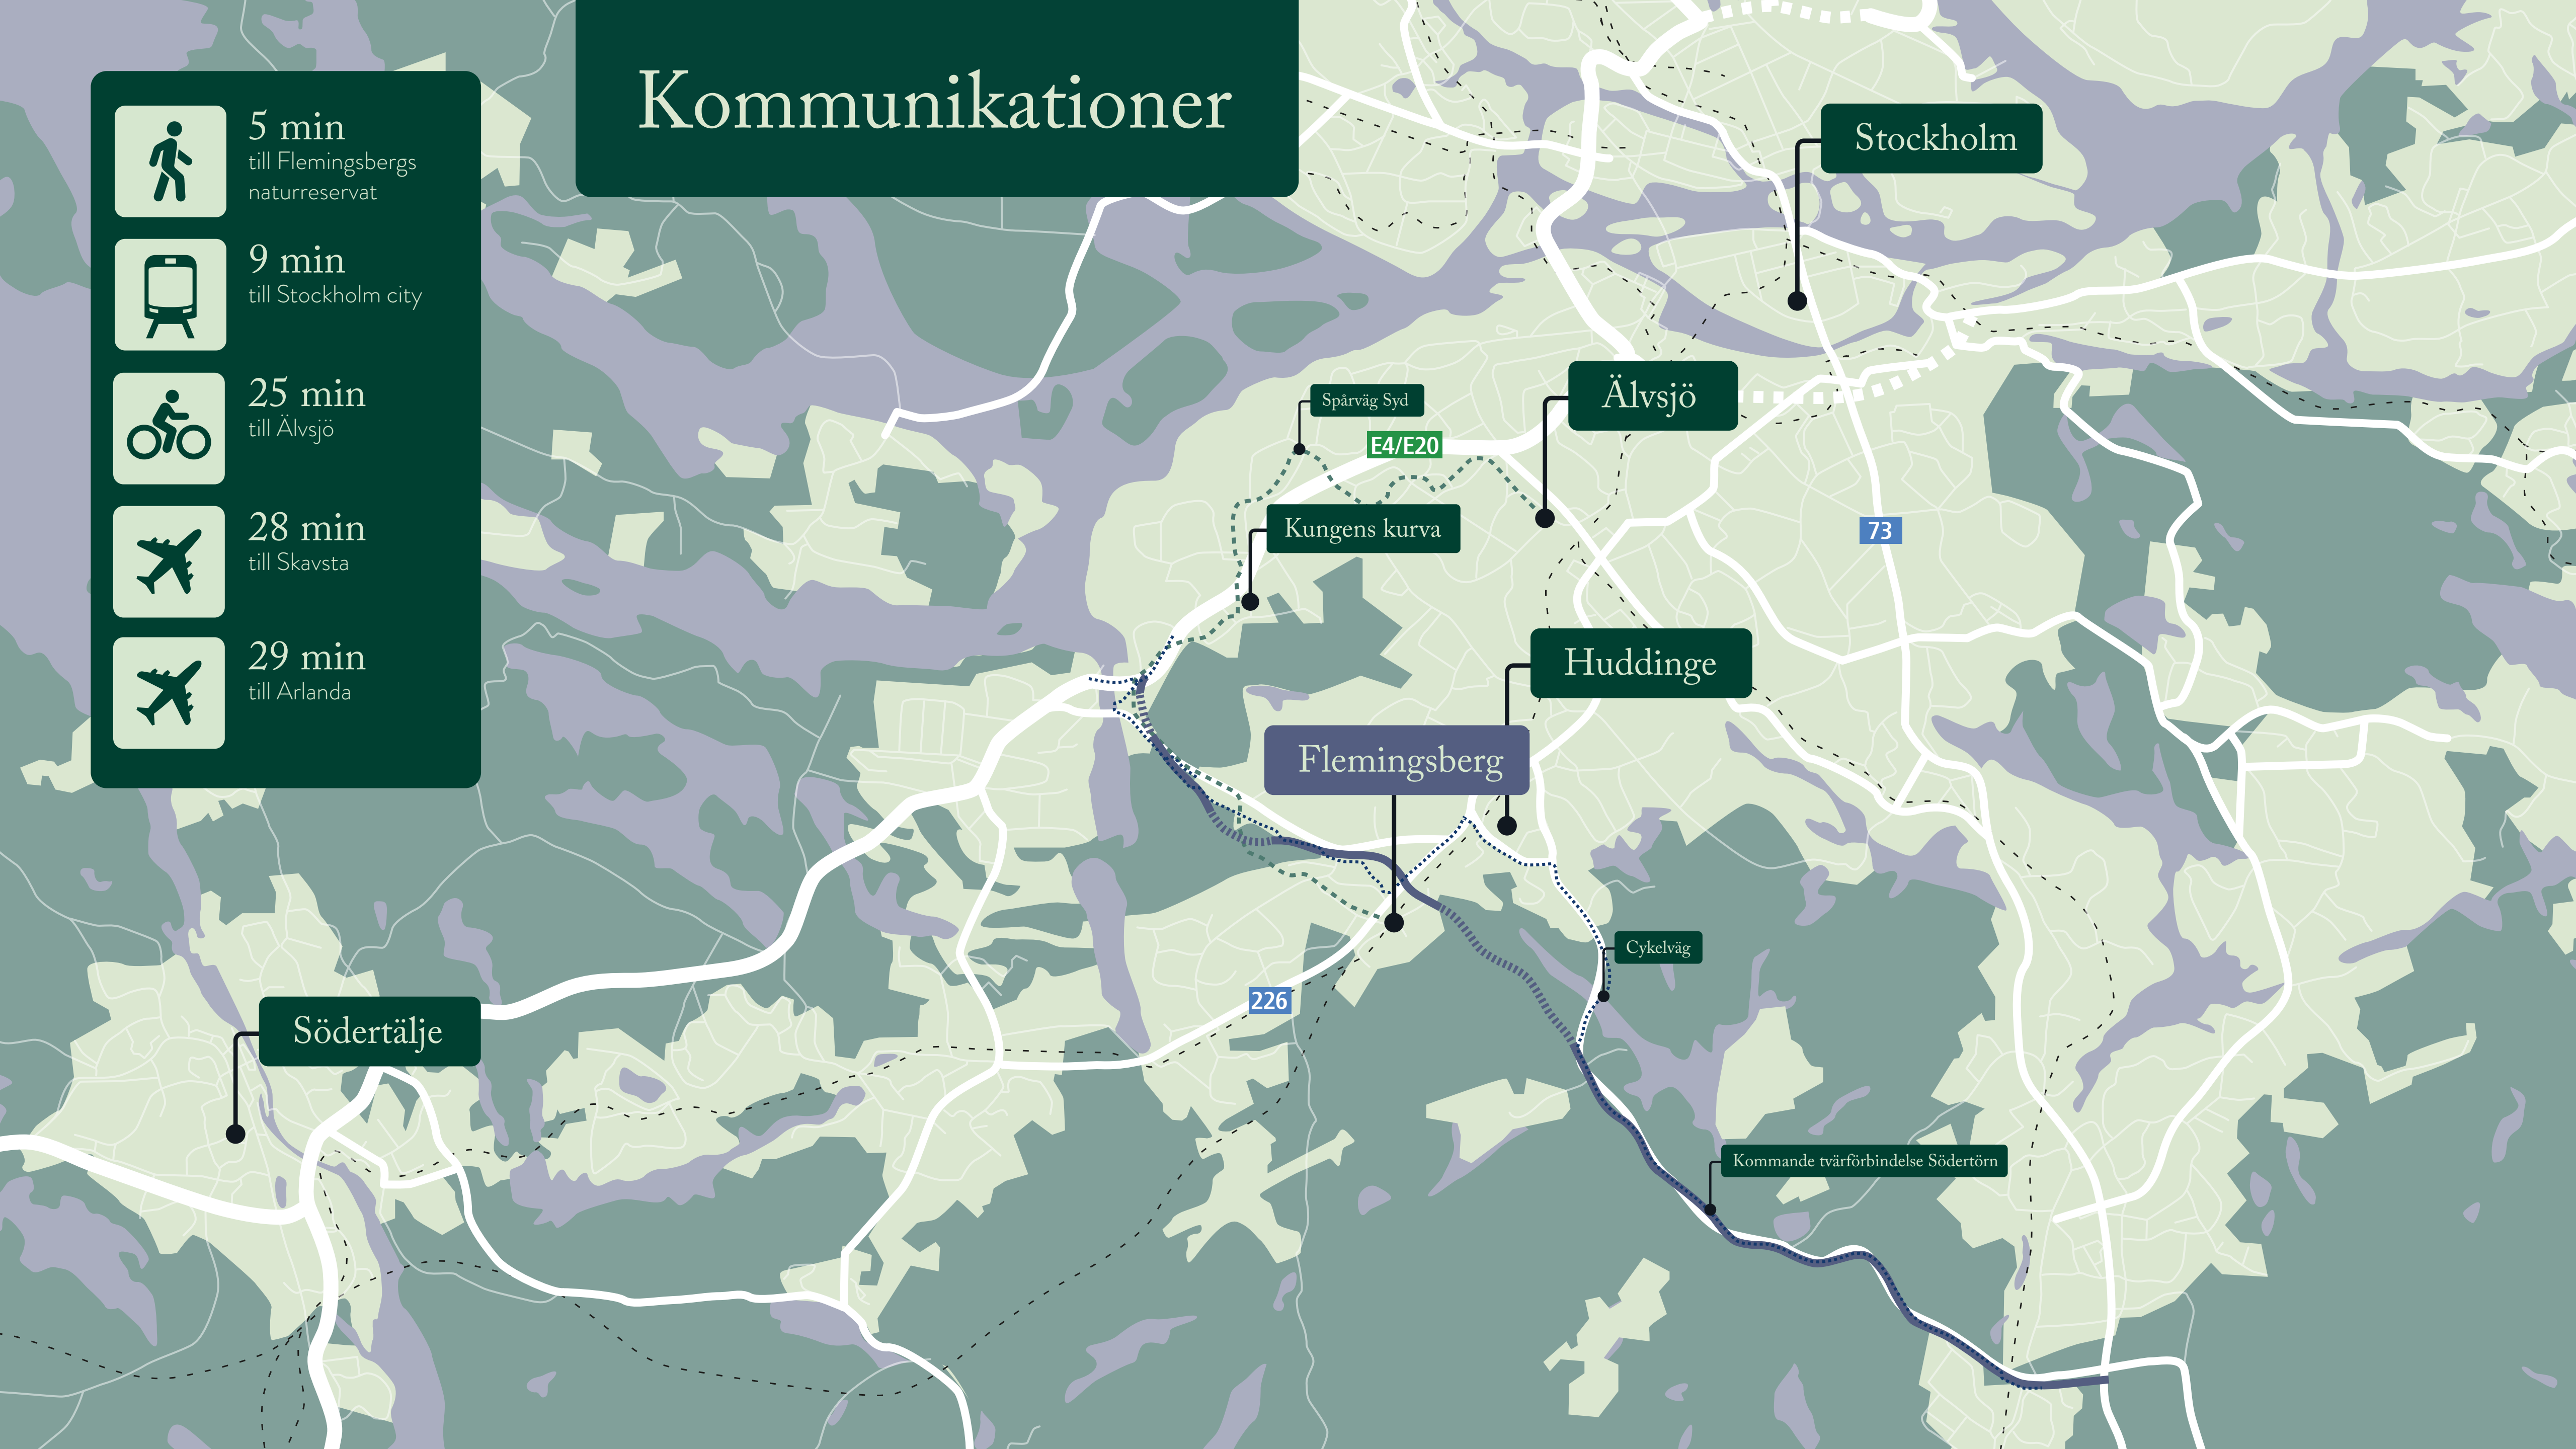 Kommunikationer
5 min
till Flemingsbergs
naturreservat
9 min
till Stockholm city
25 min
till Älvsjö
28 min
till Skavsta
29 min
till Arlanda
Stockholm
Älvsjö
Spårväg Syd
E4/E20
Kungens kurva
73
Huddinge
Flemingsberg
Cykelväg
226
Södertälje
Kommande tvärförbindelse Södertörn